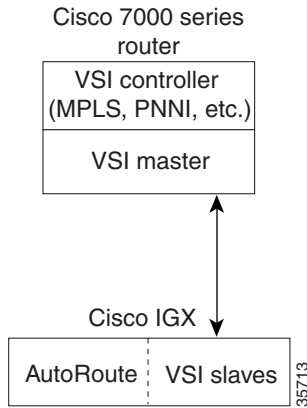 Cisco 7000 series
router
VSI controller
(MPLS, PNNI, etc.)
VSI master
Cisco IGX
AutoRoute VSI slaves
35713